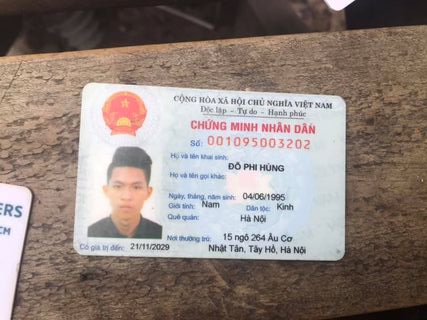 CỘNG HÒA XÃ HỘI CHỦ NGHĨA VIỆT NAM
Độc lập - Tự do - Hạnh phúc
CHỨNG MINH NHÂN DÂN
Số: 001095003202
Họ và tên khai sinh:
ĐỖ PHI HÙNG
Họ và tên gọi khác:
Ngày, tháng, năm sinh: 04/06/1995
Giới tính: Nam Dân tộc: Kinh
Quê quán: Hà Nội
Nơi thường trú: 15 ngõ 264 Âu Cơ
Nhật Tân, Tây Hồ, Hà Nội
Có giá trị đến: 21/11/2029
ERS
CM